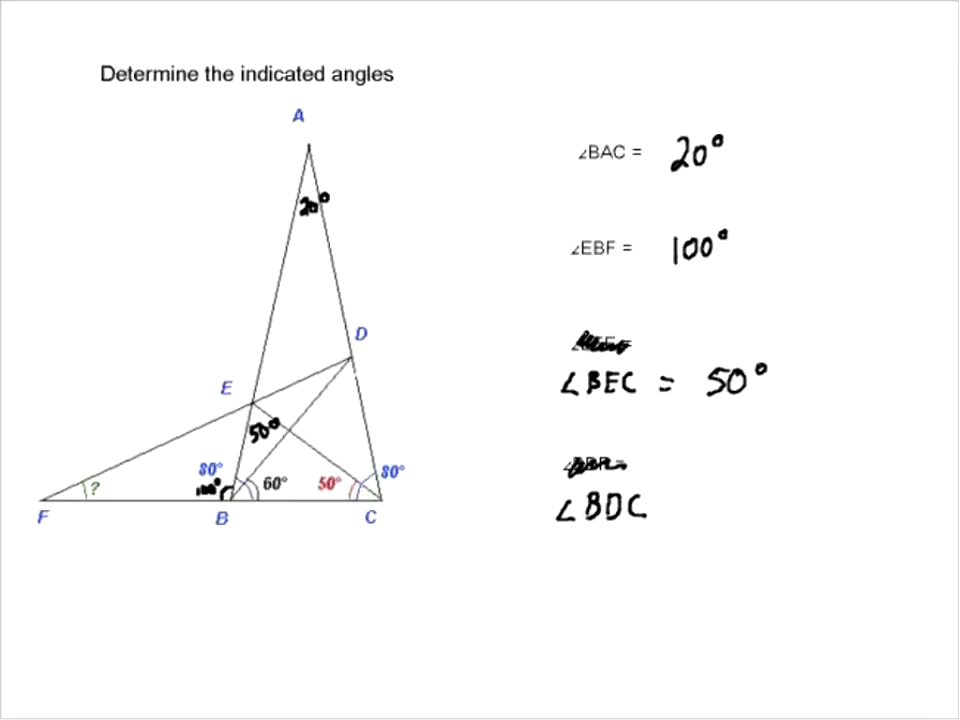 Determine the indicated angles
A
20°
∠BAC = 20°
∠EBF = 100°
D
E
∠BEC = 50°
50°
80°
60°
50°
80°
100°
?
F
B
C
∠BDC